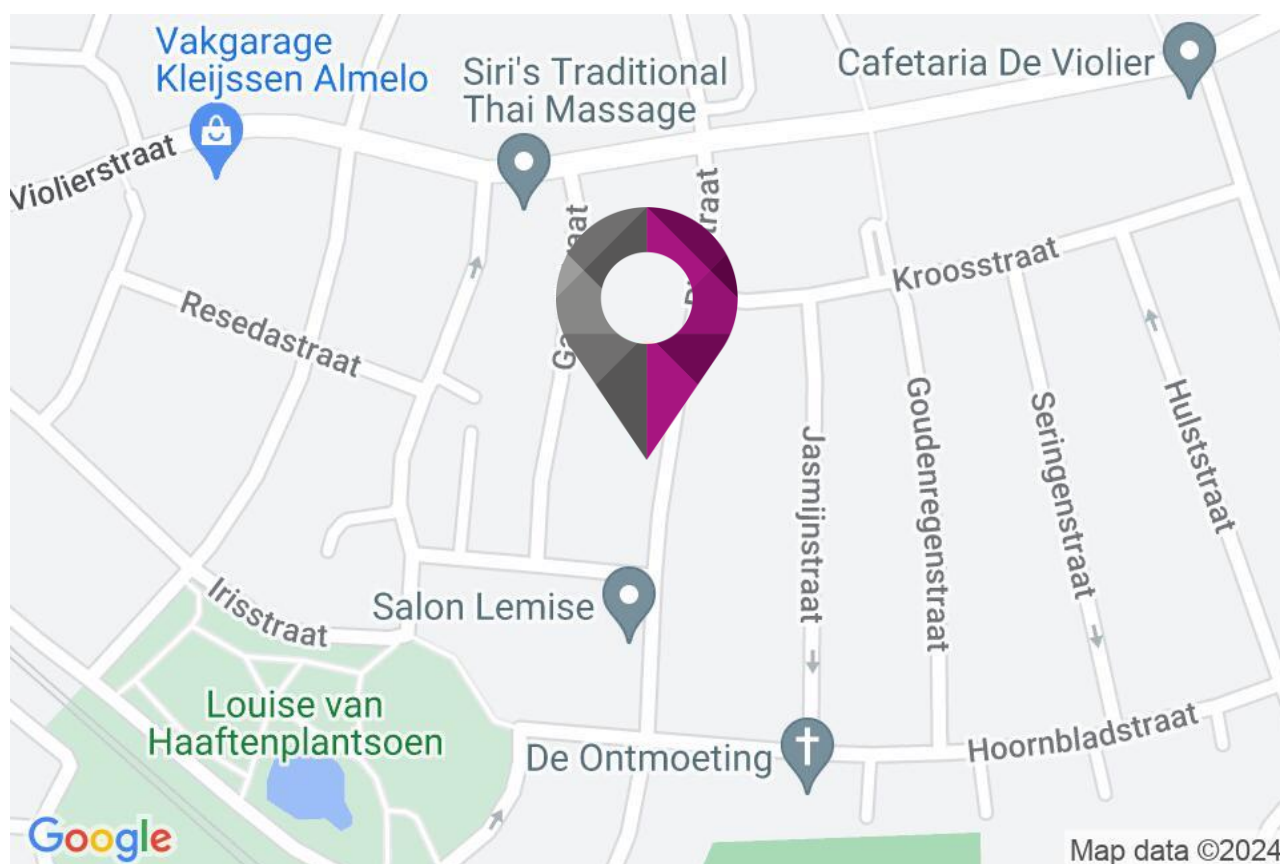 Vakgarage
Kleijssen Almelo
Siri's Traditional
Thai Massage
Cafetaria De Violier
Violierstraat
Kroosstraat
Resedastraat
Goudenregenstraat
Seringenstraat
Hulststraat
Jasmijnstraat
Irisstraat
Salon Lemise
Louise van
Haaftenplantsoen
De Ontmoeting
Hoornbladstraat
Google
Map data ©2024